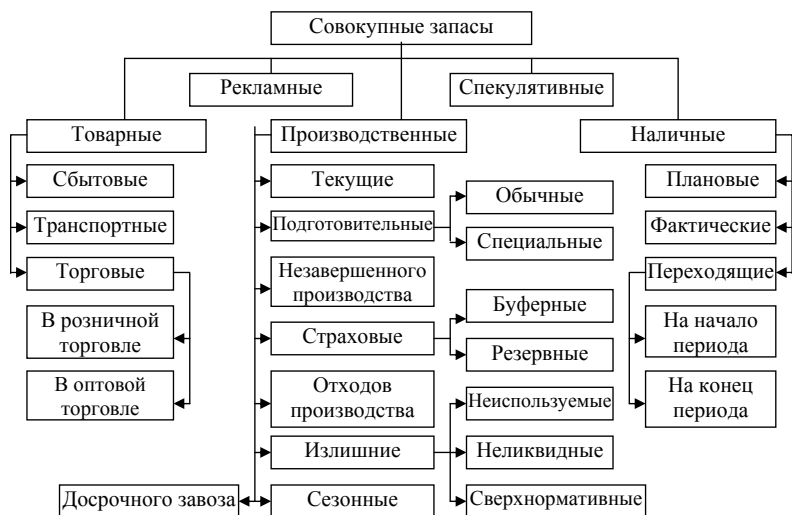 Совокупные запасы
Рекламные
Спекулятивные
Товарные
Производственные
Наличные
Сбытовые
Текущие
Обычные
Плановые
Транспортные
Подготовительные
Специальные
Фактические
Торговые
Незавершенного
производства
Переходящие
В розничной
торговле
Страховые
Буферные
Резервные
На начало
периода
В оптовой
торговле
Отходов
производства
Неиспользуемые
На конец
периода
Излишние
Неликвидные
Досрочного завоза
Сезонные
Сверхнормативные